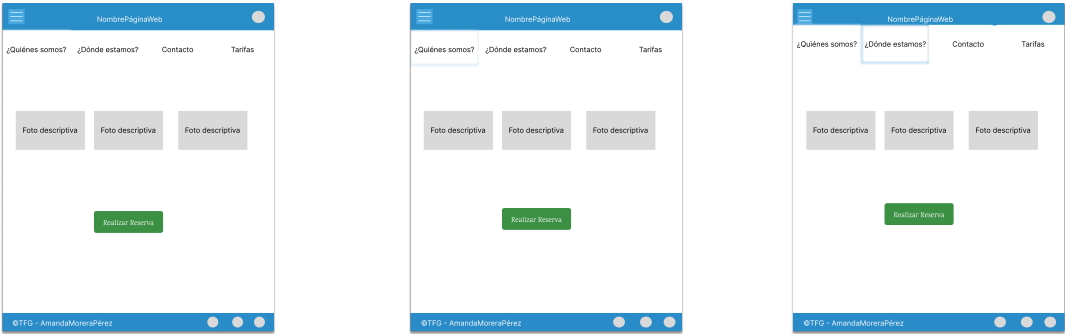 NombrePáginaWeb
¿Quiénes somos? ¿Dónde estamos? Contacto Tarifas
Foto descriptiva Foto descriptiva Foto descriptiva
Realizar Reserva
©TFG - AmandaMoreraPérez
NombrePáginaWeb
¿Quiénes somos? ¿Dónde estamos? Contacto Tarifas
Foto descriptiva Foto descriptiva Foto descriptiva
Realizar Reserva
©TFG - AmandaMoreraPérez
NombrePáginaWeb
¿Quiénes somos? ¿Dónde estamos? Contacto Tarifas
Foto descriptiva Foto descriptiva Foto descriptiva
Realizar Reserva
©TFG - AmandaMoreraPérez